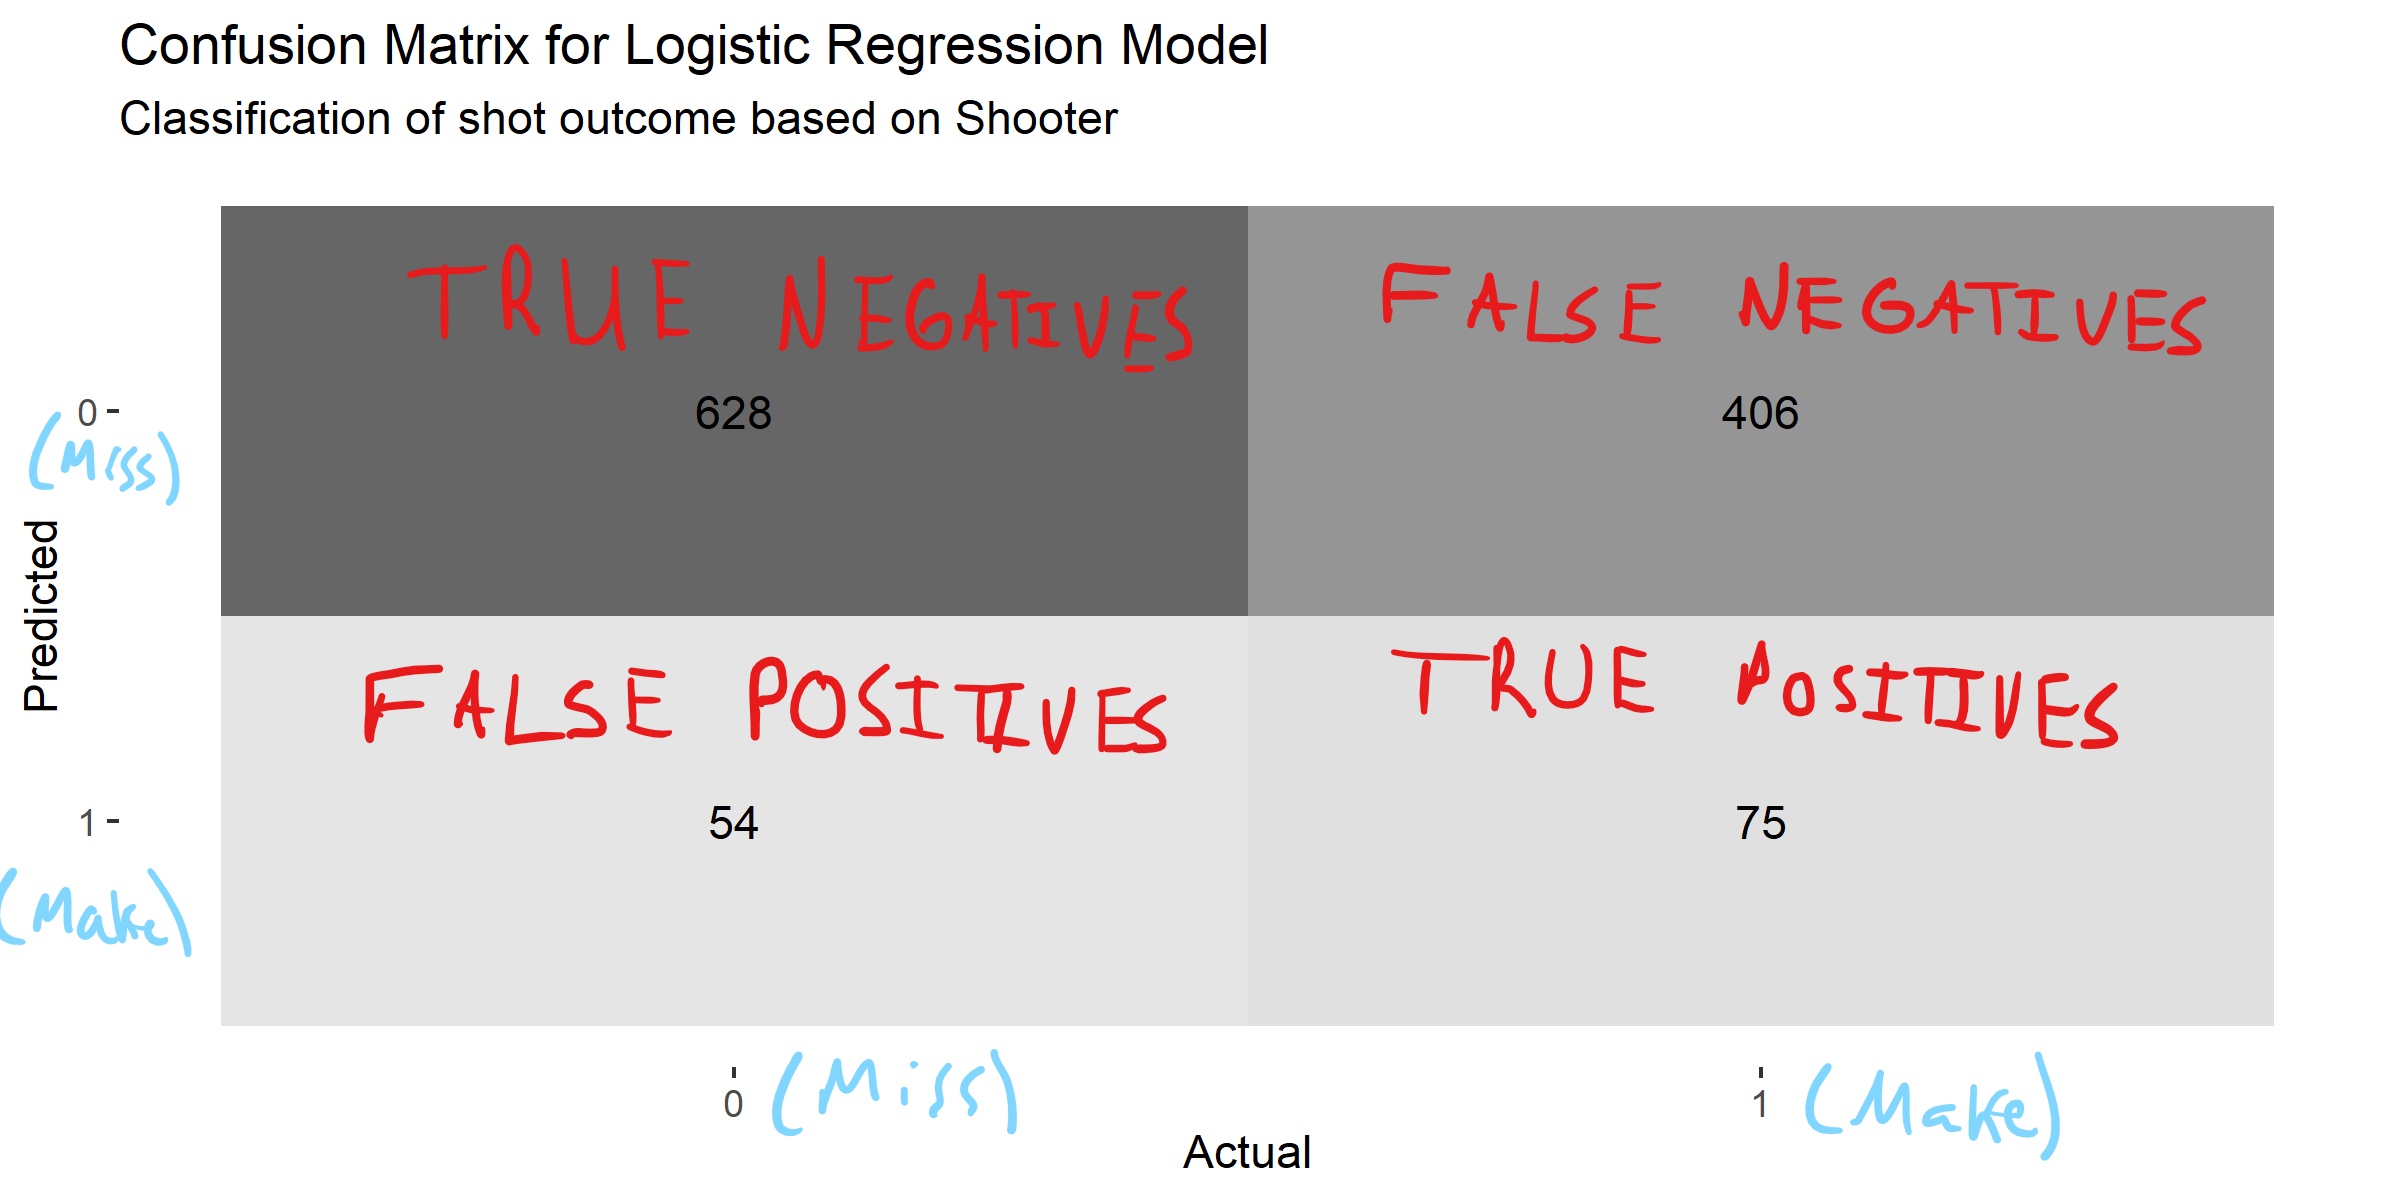 Confusion Matrix for Logistic Regression Model
Classification of shot outcome based on Shooter
TRUE NEGATIVES
FALSE NEGATIVES
0
628
406
(Miss)
Predicted
FALSE POSITIVES
TRUE POSITIVES
1
54
75
(Make)
0 (Miss)
1 (Make)
Actual